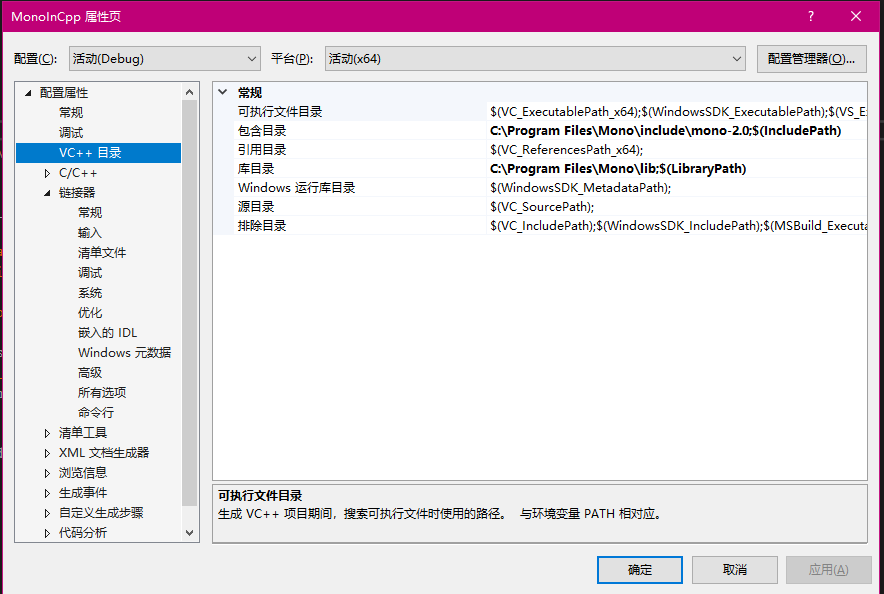 MonoInCpp 属性页
配置(C): 活动(Debug) 平台(P): 活动(x64) 配置管理器(O)...
配置属性
常规
调试
VC++ 目录
C/C++
链接器
常规
输入
清单文件
调试
系统
优化
嵌入的 IDL
Windows 元数据
高级
所有选项
命令行
清单工具
XML 文档生成器
浏览信息
生成事件
自定义生成步骤
代码分析
常规
可执行文件目录 $(VC_ExecutablePath_x64);$(WindowsSDK_ExecutablePath);$(VS_E
包含目录 C:\Program Files\Mono\include\mono-2.0;$(IncludePath)
引用目录 $(VC_ReferencesPath_x64);
库目录 C:\Program Files\Mono\lib;$(LibraryPath)
Windows 运行库目录 $(WindowsSDK_MetadataPath);
源目录 $(VC_SourcePath);
排除目录 $(VC_IncludePath);$(WindowsSDK_IncludePath);$(MSBuild_Executa
可执行文件目录
生成 VC++ 项目期间，搜索可执行文件时使用的路径。 与环境变量 PATH 相对应。
确定 取消 应用(A)